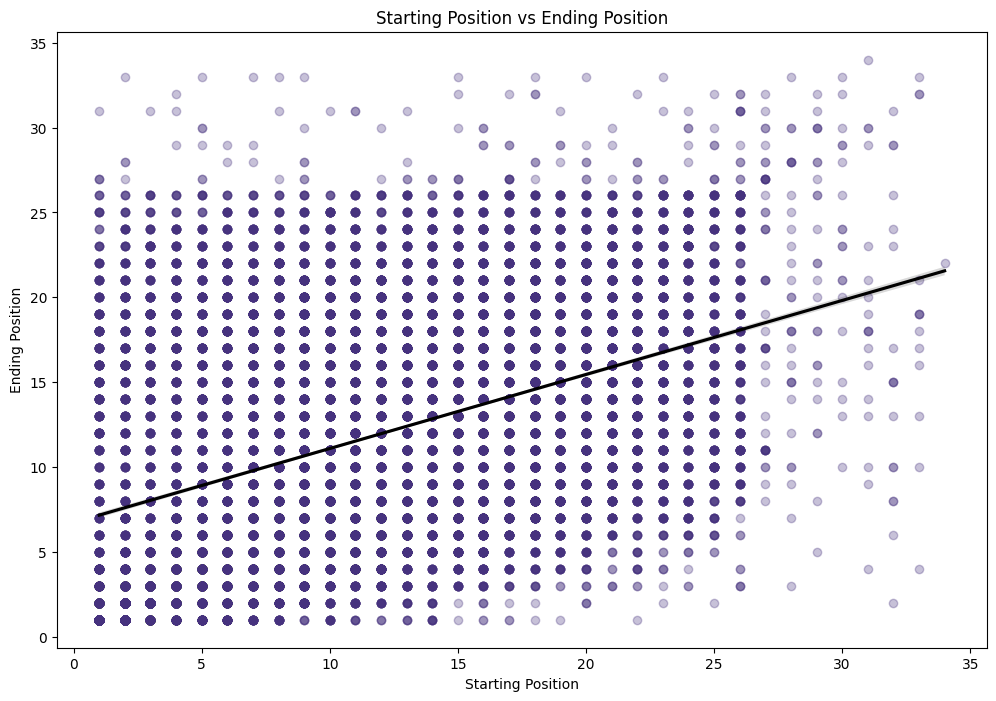 Starting Position vs Ending Position
35
30
25
20
15
10
5
0
Ending Position
0 5 10 15 20 25 30 35
Starting Position